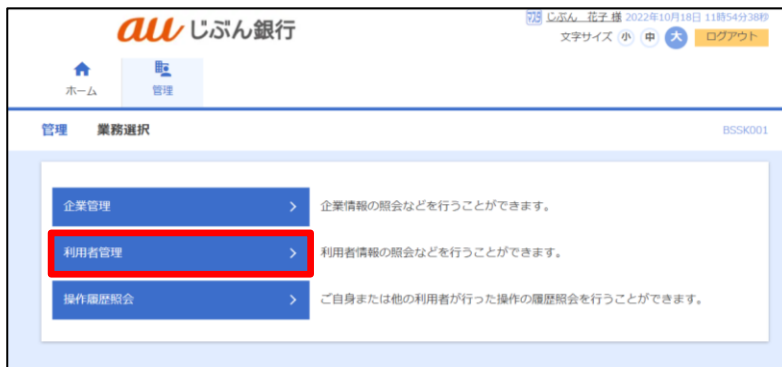 au じぶん銀行
じぶん 花子 様 2022年10月18日 11時54分38秒
文字サイズ 小 中 大 ログアウト
ホーム 管理
管理 業務選択 BSSK001
企業管理 企業情報の照会などを行うことができます。
利用者管理 利用者情報の照会などを行うことができます。
操作履歴照会 ご自身または他の利用者が行った操作の履歴照会を行うことができます。